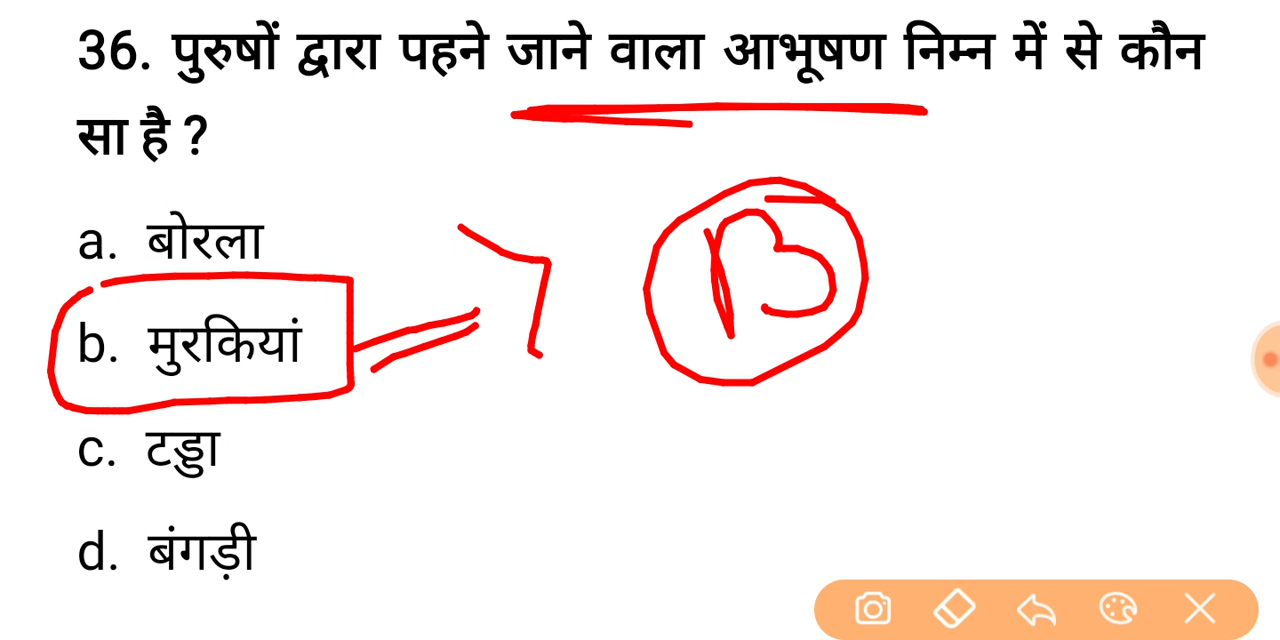 36. पुरुषों द्वारा पहने जाने वाला आभूषण निम्न में से कौन
सा है ?
a. बोरला
b. मुरकियां
B
c. टड्डा
d. बंगड़ी